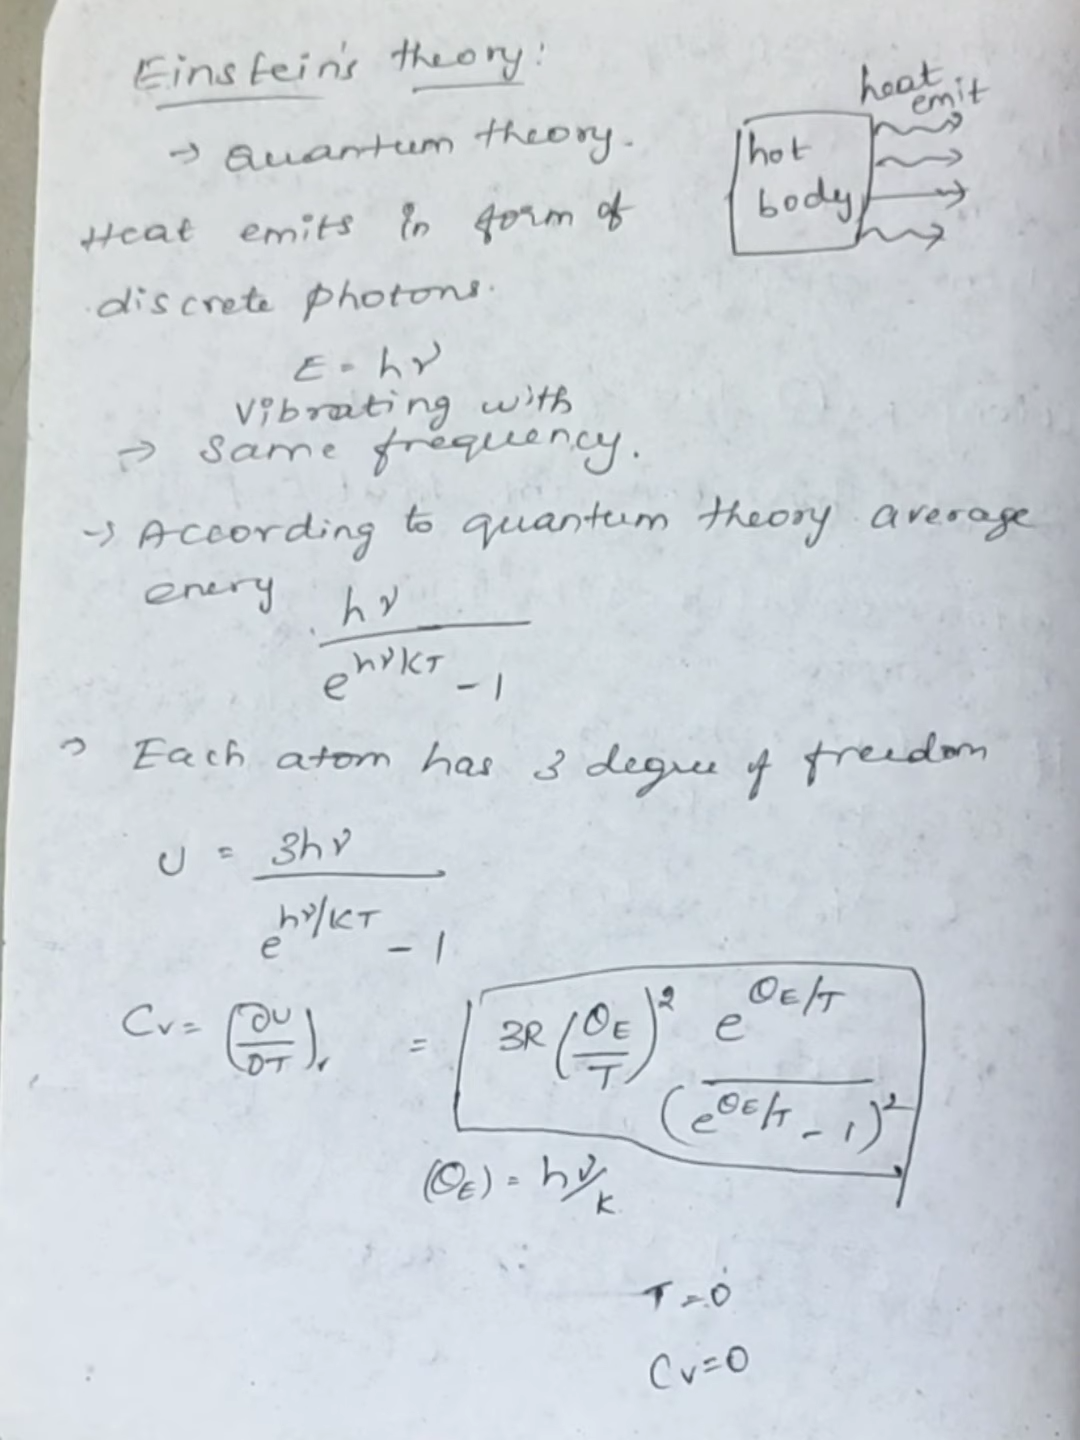 Einstein's theory:
heat
emit
→ Quantum theory.
hot
body
Heat emits in form of
discrete photons.
E = hν
Vibrating with
→ Same frequency.
→ According to quantum theory average
enery hν
e^hνKT - 1
→ Each atom has 3 degree of freedom
U = 3hν
e^hν/KT - 1
Cv = (∂U/∂T)v = 3R (θE/T)^2 e^θE/T
(e^θE/T - 1)^2
(θE) = hν/K
T=0
Cv=0